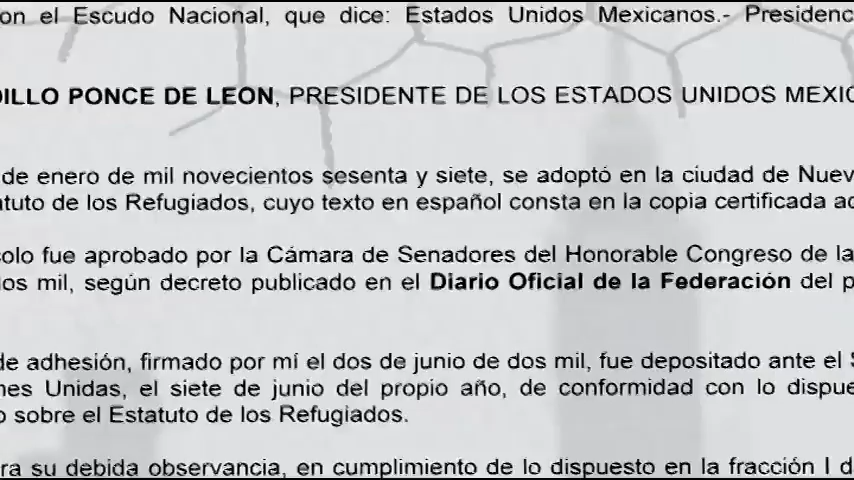 on el Escudo Nacional, que dice: Estados Unidos Mexicanos.- Presidenc
DILLO PONCE DE LEON, PRESIDENTE DE LOS ESTADOS UNIDOS MEXIC
de enero de mil novecientos sesenta y siete, se adoptó en la ciudad de Nuev
atuto de los Refugiados, cuyo texto en español consta en la copia certificada ad
colo fue aprobado por la Cámara de Senadores del Honorable Congreso de la
dos mil, según decreto publicado en el Diario Oficial de la Federación del p
de adhesión, firmado por mí el dos de junio de dos mil, fue depositado ante el S
nes Unidas, el siete de junio del propio año, de conformidad con lo dispue
o sobre el Estatuto de los Refugiados.
ra su debida observancia, en cumplimiento de lo dispuesto en la fracción I d